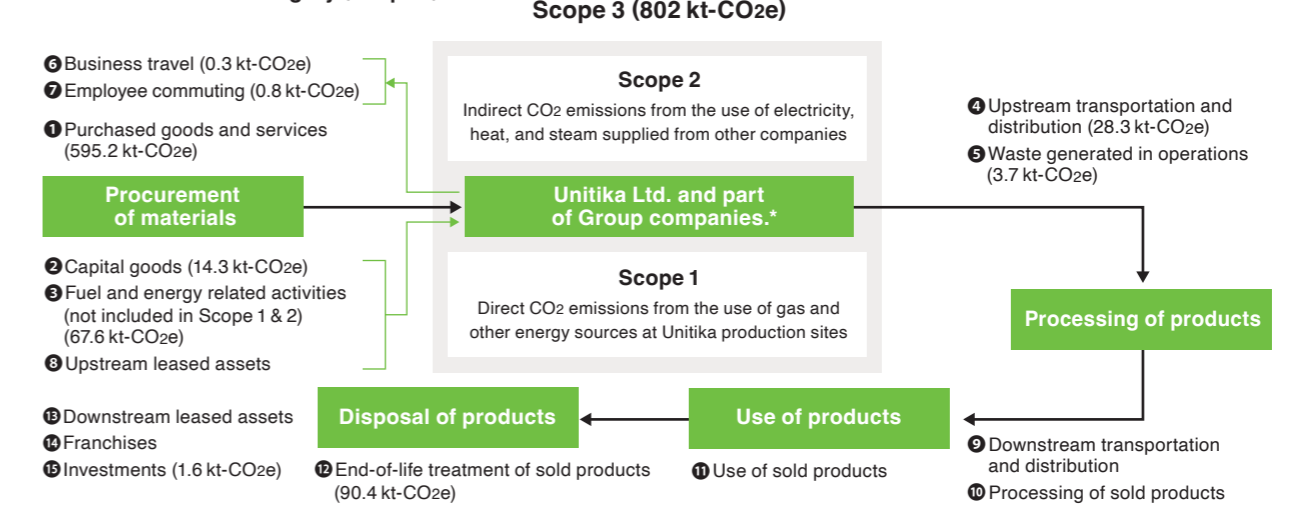 Scope 3 (802 kt-CO2e)
❻Business travel (0.3 kt-CO2e)
❼Employee commuting (0.8 kt-CO2e)
❶Purchased goods and services
(595.2 kt-CO2e)
Procurement
of materials
❷Capital goods (14.3 kt-CO2e)
❸Fuel and energy related activities
(not included in Scope 1 & 2)
(67.6 kt-CO2e)
❽Upstream leased assets
Scope 2
Indirect CO2 emissions from the use of electricity,
heat, and steam supplied from other companies
Unitika Ltd. and part
of Group companies.*
Scope 1
Direct CO2 emissions from the use of gas and
other energy sources at Unitika production sites
❹Upstream transportation and
distribution (28.3 kt-CO2e)
❺Waste generated in operations
(3.7 kt-CO2e)
Processing of products
❾Downstream transportation
and distribution
❿Processing of sold products
Use of products
⓫Use of sold products
Disposal of products
⓬End-of-life treatment of sold products
(90.4 kt-CO2e)
⓭Downstream leased assets
⓮Franchises
⓯Investments (1.6 kt-CO2e)